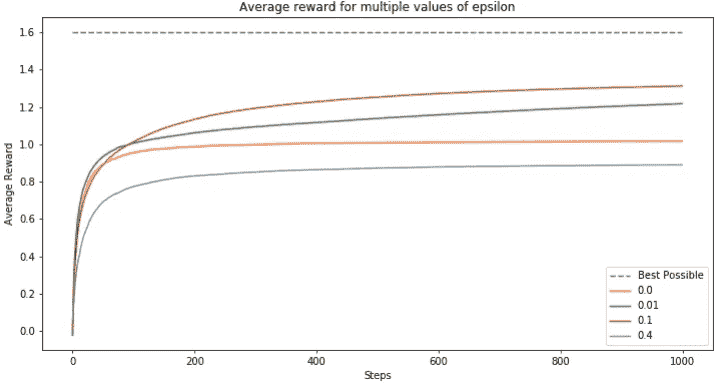 Average reward for multiple values of epsilon
1.6
1.4
1.2
1.0
0.8
0.6
0.4
0.2
0.0
Average Reward
0 200 400 600 800 1000
Steps
Best Possible
0.0
0.01
0.1
0.4